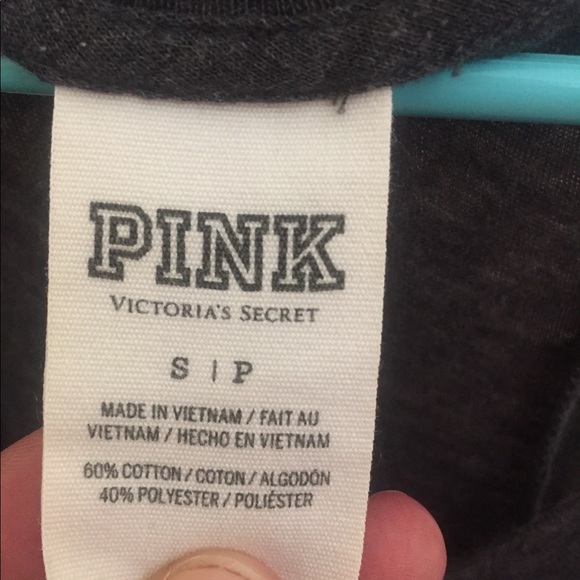 PINK
VICTORIA'S SECRET
S | P
MADE IN VIETNAM / FAIT AU
VIETNAM / HECHO EN VIETNAM
60% COTTON / COTON / ALGODÓN
40% POLYESTER / POLIÉSTER